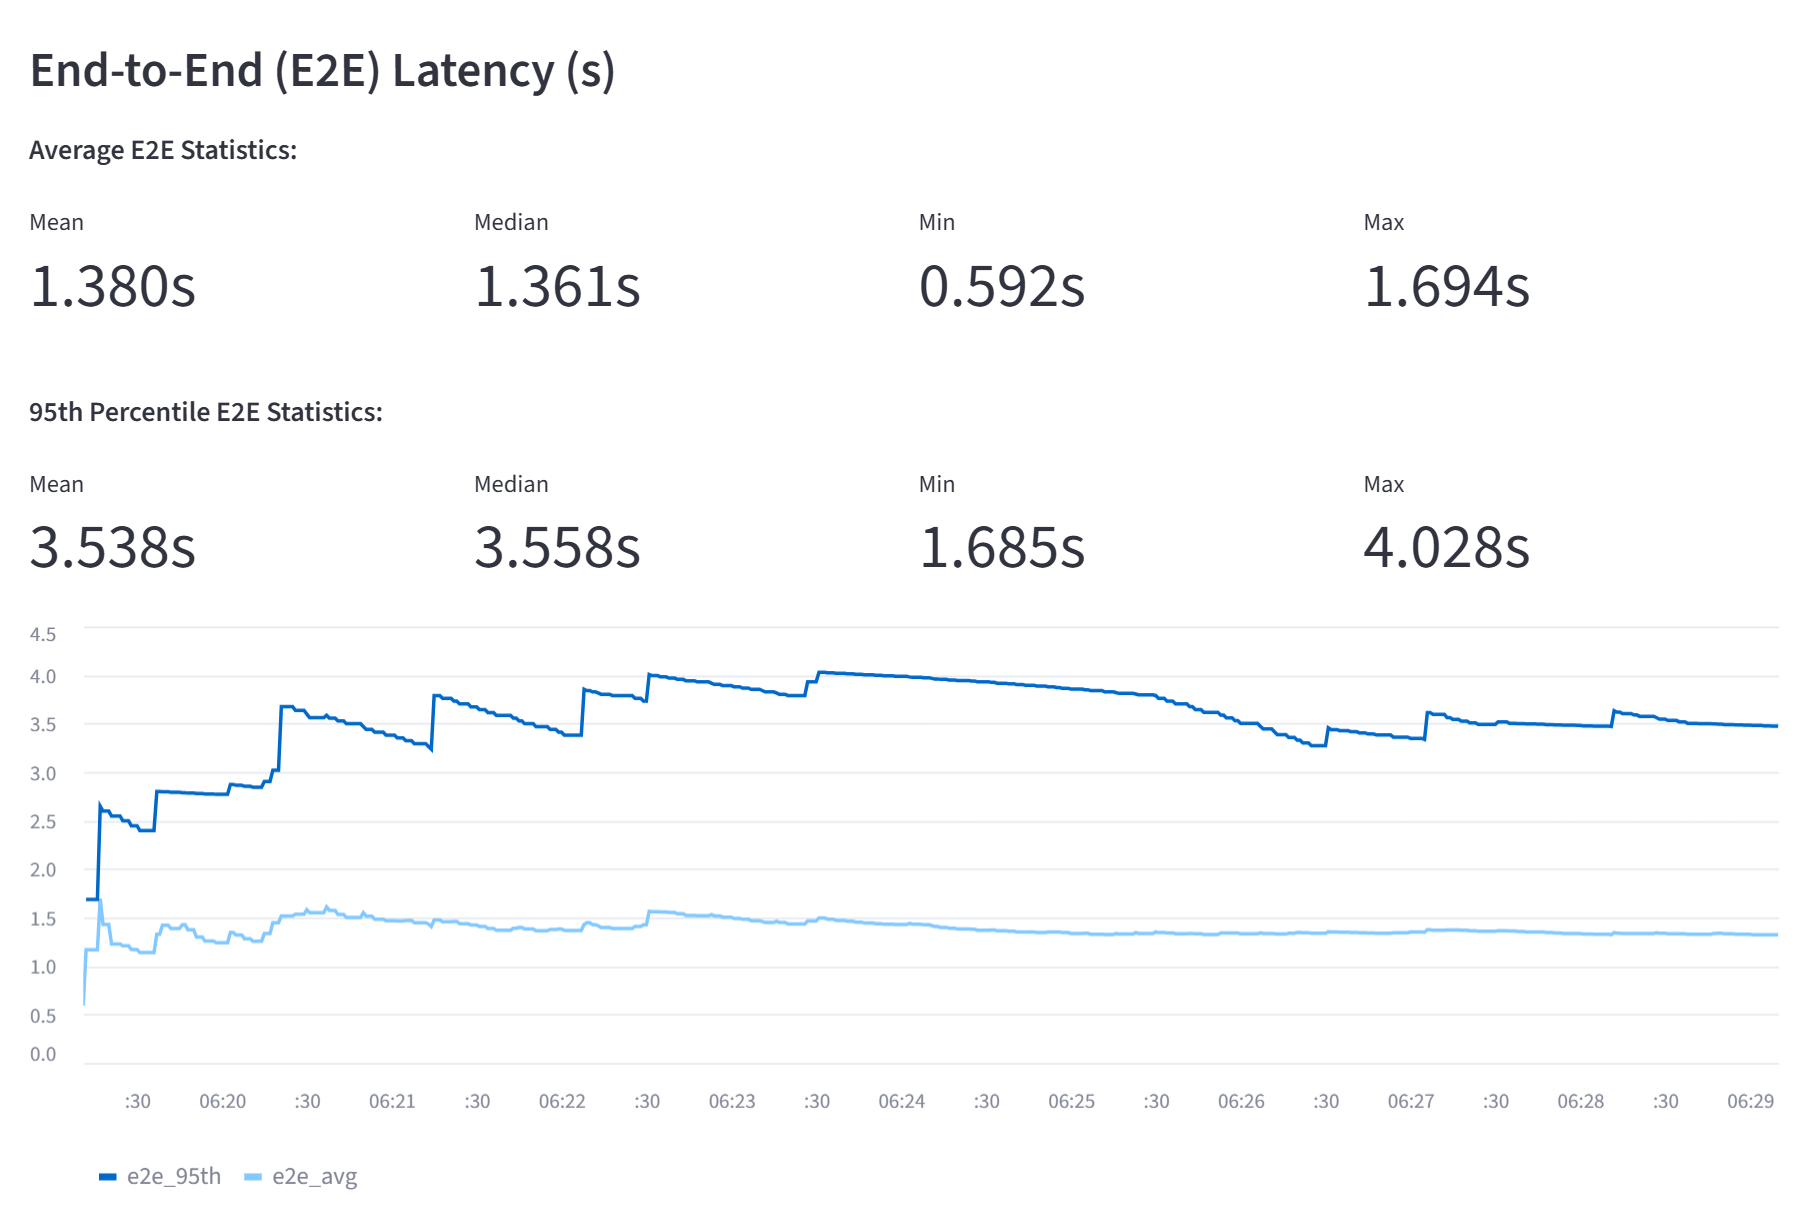 End-to-End (E2E) Latency (s)
Average E2E Statistics:
Mean Median Min Max
1.380s 1.361s 0.592s 1.694s
95th Percentile E2E Statistics:
Mean Median Min Max
3.538s 3.558s 1.685s 4.028s
4.5
4.0
3.5
3.0
2.5
2.0
1.5
1.0
0.5
0.0
:30 06:20 :30 06:21 :30 06:22 :30 06:23 :30 06:24 :30 06:25 :30 06:26 :30 06:27 :30 06:28 :30 06:29
e2e_95th e2e_avg